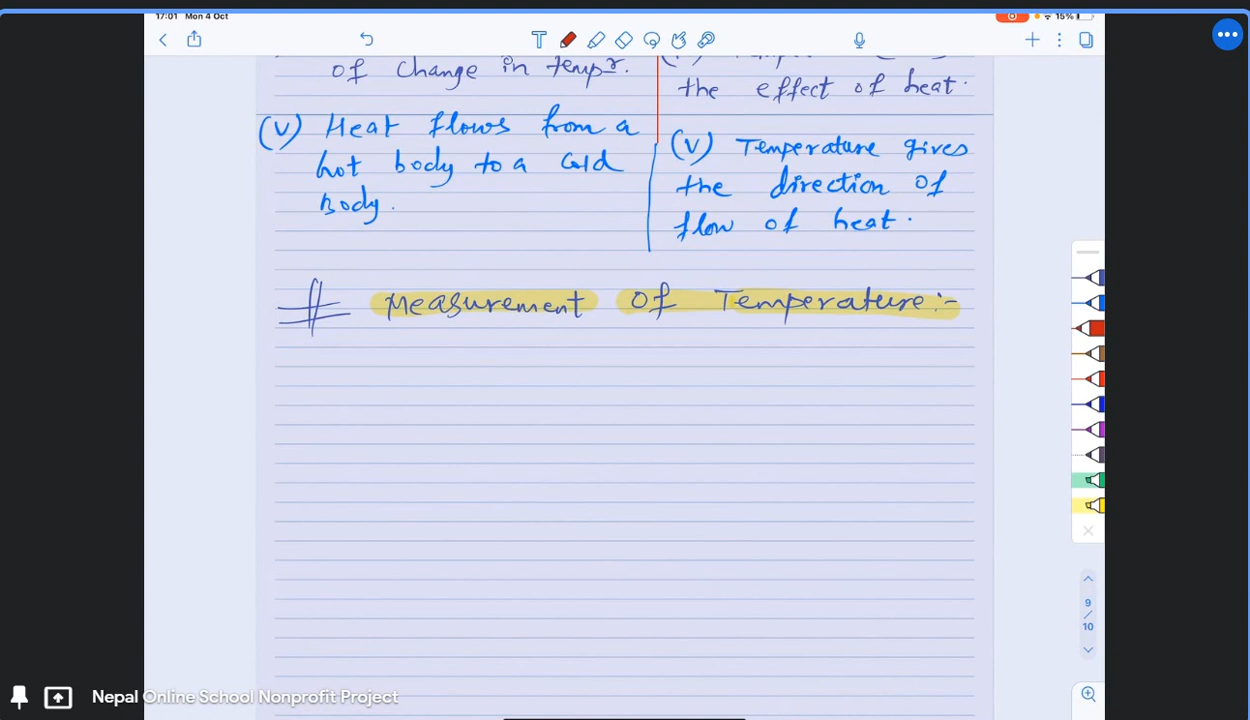 17:01 Mon 4 Oct
15%
T
of change in tempr.
the effect of heat.
(V) Heat flows from a
hot body to a cold
Body.
(V) Temperature gives
the direction of
flow of heat.
# Measurement of Temperature:-
9
/
10
Nepal Online School Nonprofit Project